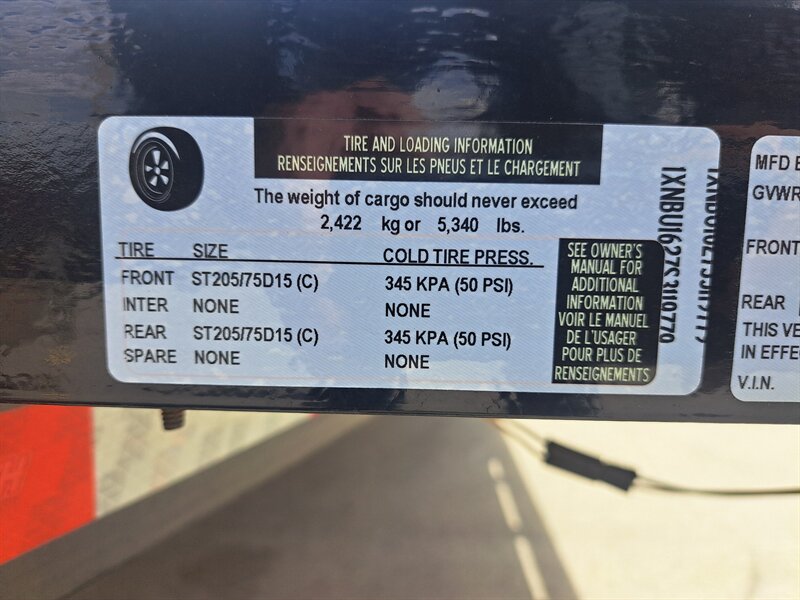 TIRE AND LOADING INFORMATION
RENSEIGNEMENTS SUR LES PNEUS ET LE CHARGEMENT
The weight of cargo should never exceed
2,422 kg or 5,340 lbs.
TIRE SIZE COLD TIRE PRESS.
FRONT ST205/75D15 (C) 345 KPA (50 PSI)
INTER NONE NONE
REAR ST205/75D15 (C) 345 KPA (50 PSI)
SPARE NONE NONE
SEE OWNER'S
MANUAL FOR
ADDITIONAL
INFORMATION
VOIR LE MANUEL
DE L'USAGER
POUR PLUS DE
RENSEIGNEMENTS
MFD
GVWR
FRONT
REAR
THIS VE
IN EFFE
V.I.N.